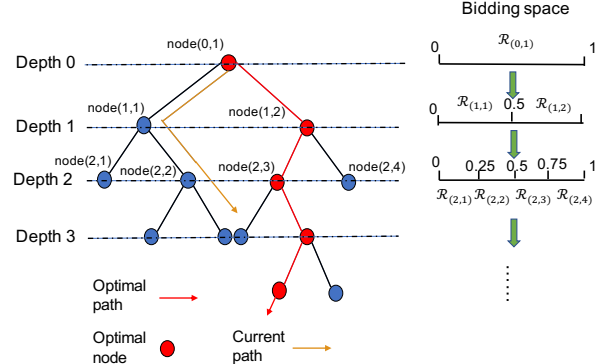 Bidding space
node(0,1)
0
ℛ(0,1)
1
Depth 0
node(1,1)
node(1,2)
ℛ(1,1)
0.5
ℛ(1,2)
0
1
Depth 1
node(2,1)
node(2,2)
node(2,3)
node(2,4)
0
0.25
0.5
0.75
1
Depth 2
ℛ(2,1) ℛ(2,2) ℛ(2,3) ℛ(2,4)
Depth 3
Optimal
path
Optimal
node
Current
path